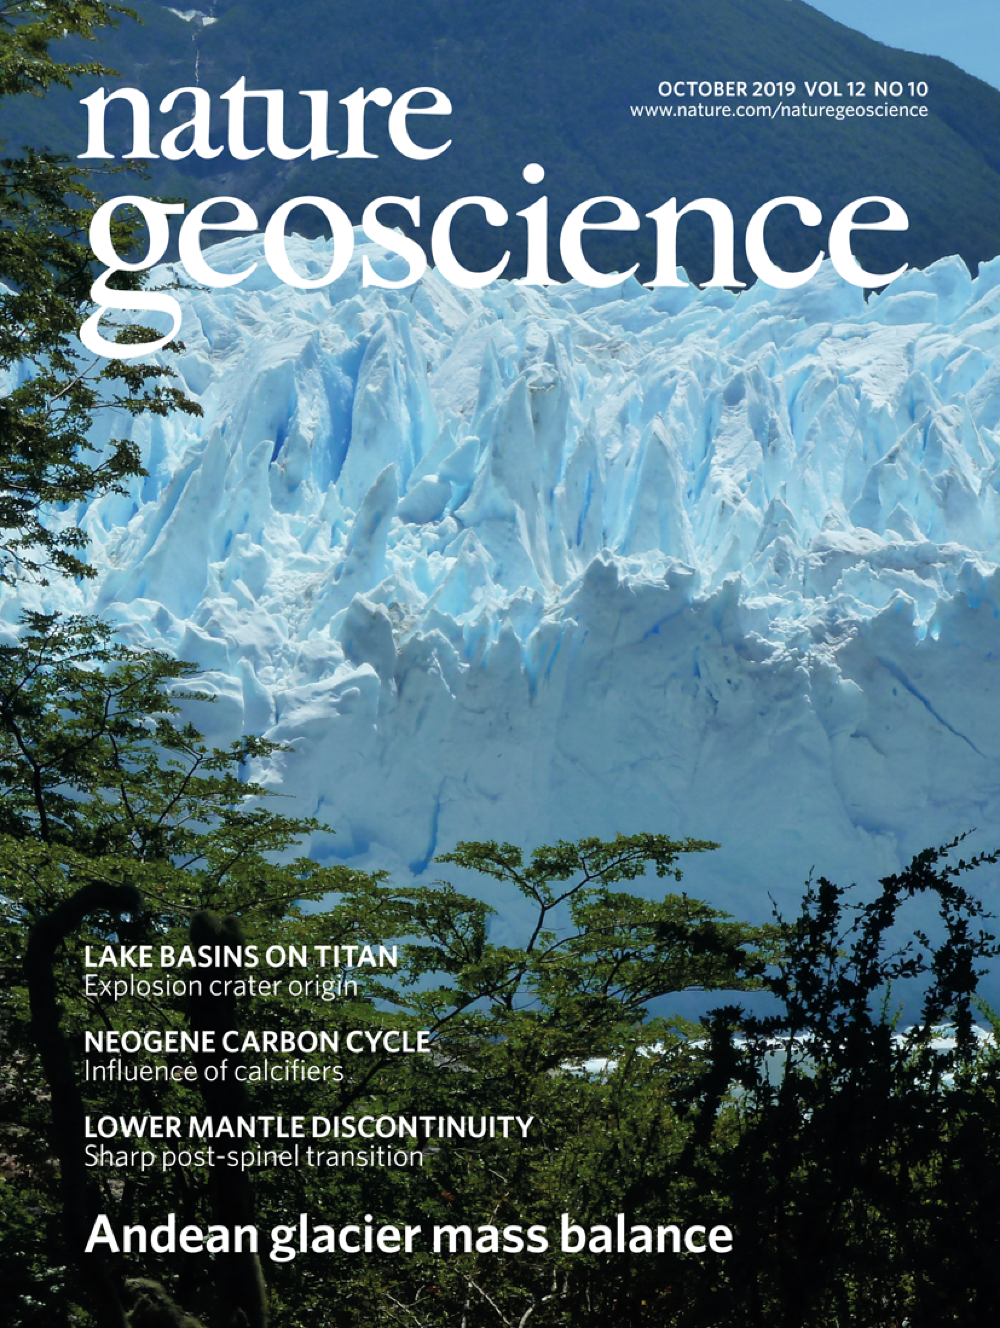 nature
geoscience
OCTOBER 2019 VOL 12 NO 10
www.nature.com/naturegeoscience
LAKE BASINS ON TITAN
Explosion crater origin
NEOGENE CARBON CYCLE
Influence of calcifiers
LOWER MANTLE DISCONTINUITY
Sharp post-spinel transition
Andean glacier mass balance